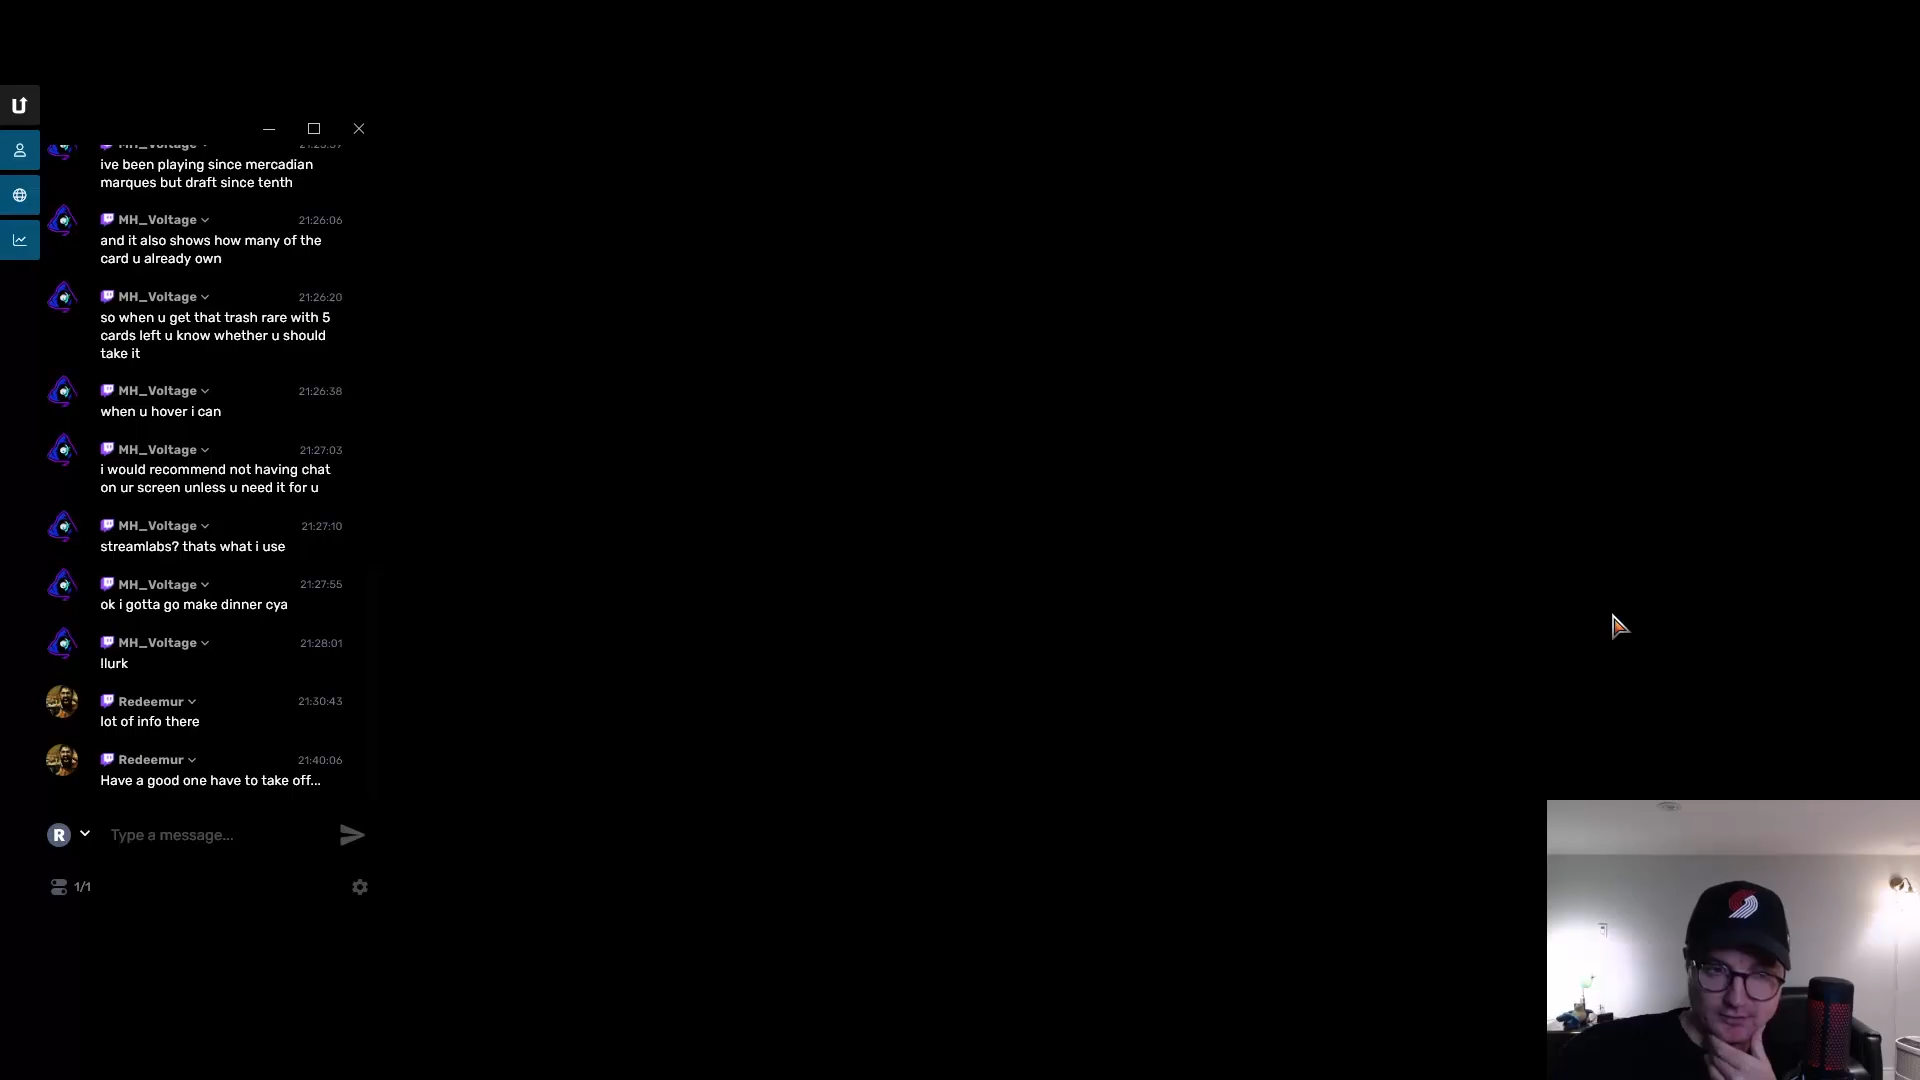 MH_Voltage
ive been playing since mercadian
marques but draft since tenth
MH_Voltage 21:26:06
and it also shows how many of the
card u already own
MH_Voltage 21:26:20
so when u get that trash rare with 5
cards left u know whether u should
take it
MH_Voltage 21:26:38
when u hover i can
MH_Voltage 21:27:03
i would recommend not having chat
on ur screen unless u need it for u
MH_Voltage 21:27:10
streamlabs? thats what i use
MH_Voltage 21:27:55
ok i gotta go make dinner cya
MH_Voltage 21:28:01
!lurk
Redeemur 21:30:43
lot of info there
Redeemur 21:40:06
Have a good one have to take off...
R Type a message...
1/1